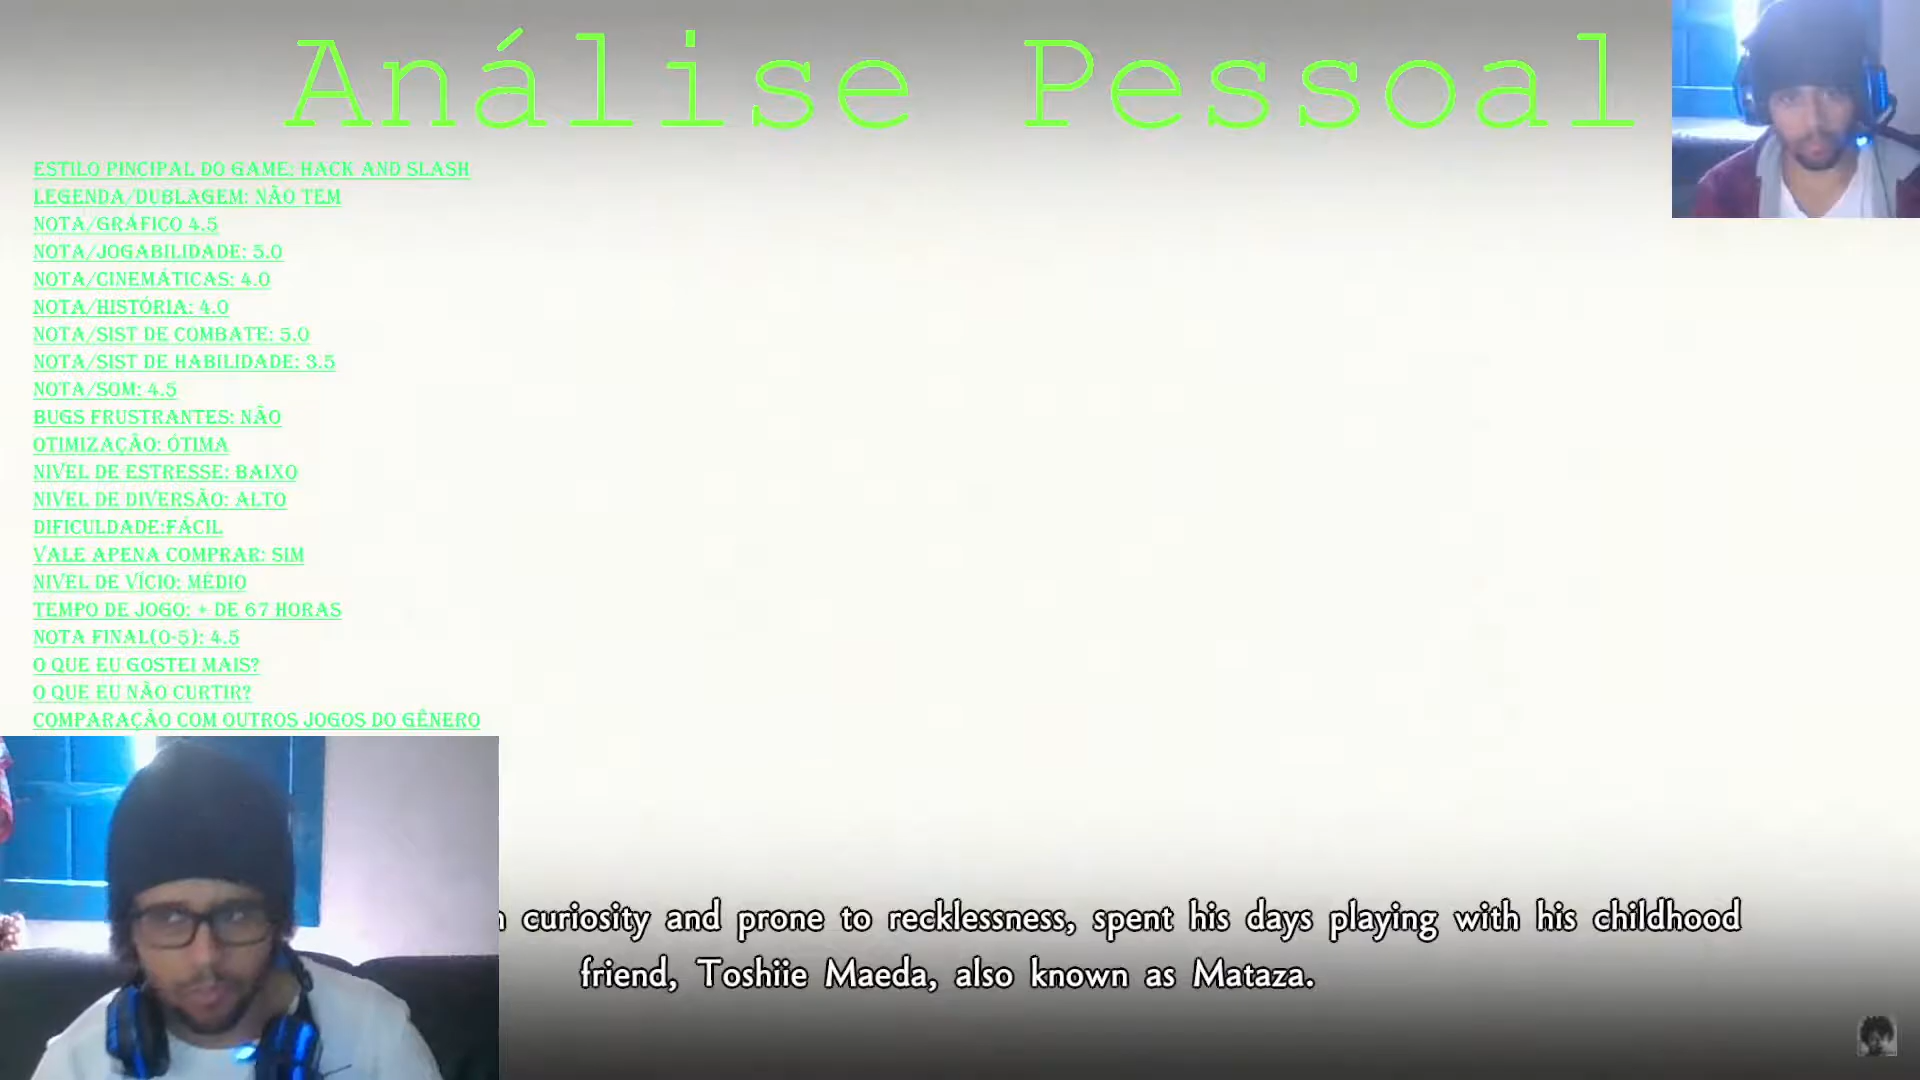 Análise Pessoal
ESTILO PINCIPAL DO GAME: HACK AND SLASH
LEGENDA/DUBLAGEM: NÃO TEM
NOTA/GRÁFICO 4.5
NOTA/JOGABILIDADE: 5.0
NOTA/CINEMÁTICAS: 4.0
NOTA/HISTÓRIA: 4.0
NOTA/SIST DE COMBATE: 5.0
NOTA/SIST DE HABILIDADE: 3.5
NOTA/SOM: 4.5
BUGS FRUSTRANTES: NÃO
OTIMIZAÇÃO: ÓTIMA
NIVEL DE ESTRESSE: BAIXO
NIVEL DE DIVERSÃO: ALTO
DIFICULDADE:FÁCIL
VALE APENA COMPRAR: SIM
NIVEL DE VÍCIO: MÉDIO
TEMPO DE JOGO: + DE 67 HORAS
NOTA FINAL(0-5): 4.5
O QUE EU GOSTEI MAIS?
O QUE EU NÃO CURTIR?
COMPARAÇÃO COM OUTROS JOGOS DO GÊNERO
curiosity and prone to recklessness, spent his days playing with his childhood
friend, Toshiie Maeda, also known as Mataza.